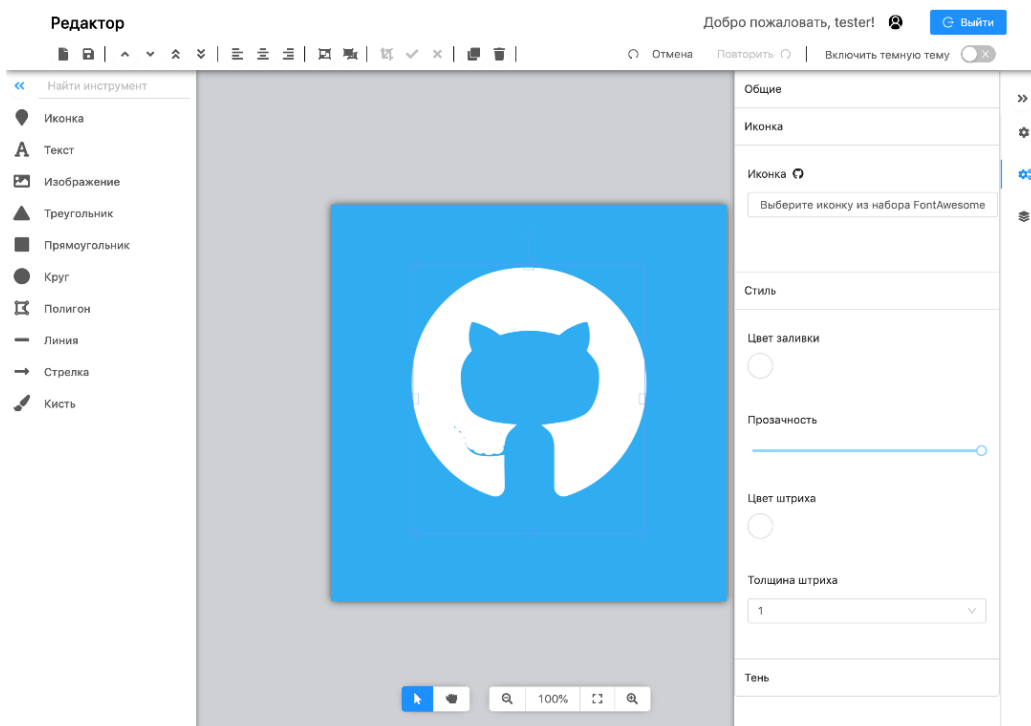 Редактор
Добро пожаловать, tester!
Выйти
Отмена
Повторить
Включить темную тему
Найти инструмент
Иконка
Текст
Изображение
Треугольник
Прямоугольник
Круг
Полигон
Линия
Стрелка
Кисть
Общие
Иконка
Иконка
Выберите иконку из набора FontAwesome
Стиль
Цвет заливки
Прозачность
Цвет штриха
Толщина штриха
1
Тень
100%